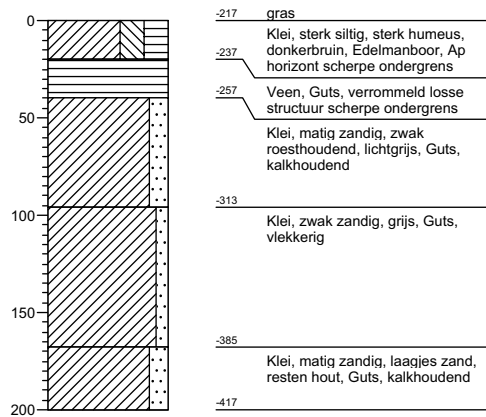 0
50
100
150
200
-217 gras
Klei, sterk siltig, sterk humeus,
-237 donkerbruin, Edelmanboor, Ap
horizont scherpe ondergrens
-257 Veen, Guts, verrommeld losse
structuur scherpe ondergrens
Klei, matig zandig, zwak
roesthoudend, lichtgrijs, Guts,
kalkhoudend
-313
Klei, zwak zandig, grijs, Guts,
vlekkerig
-385
Klei, matig zandig, laagjes zand,
resten hout, Guts, kalkhoudend
-417